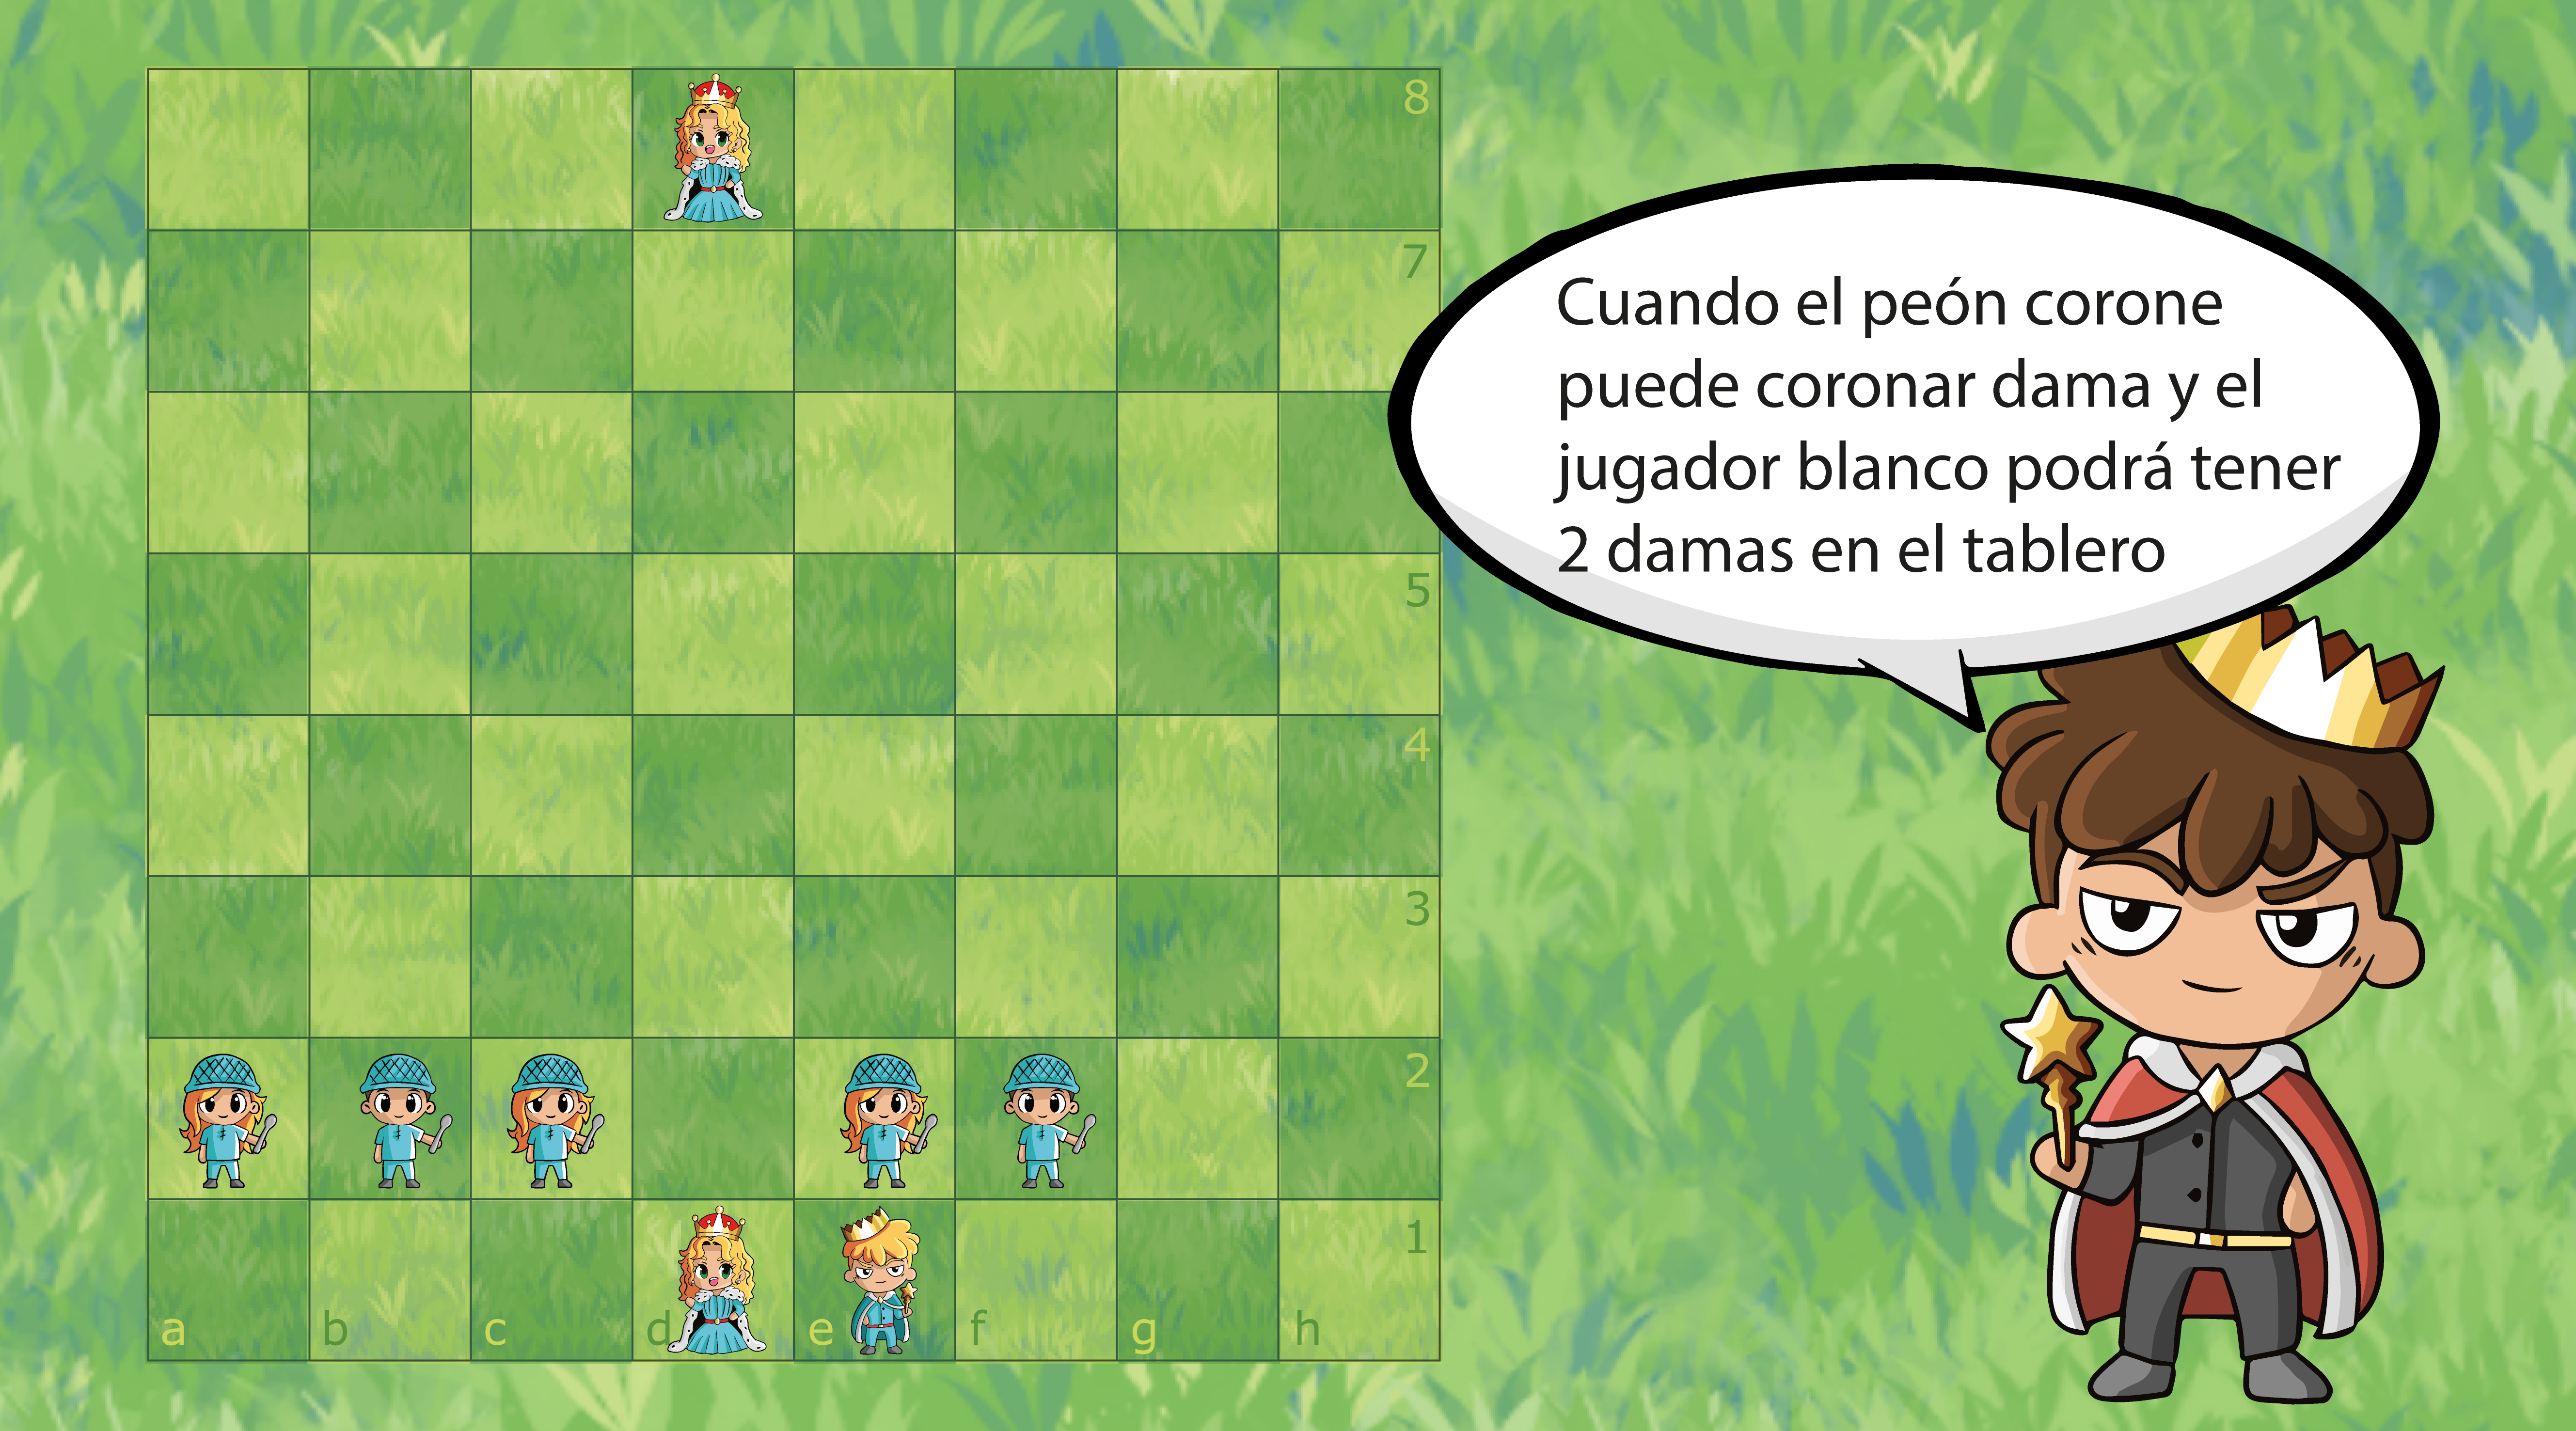 8
7
5
4
3
2
1
a b c d e f g h
Cuando el peón corone
puede coronar dama y el
jugador blanco podrá tener
2 damas en el tablero